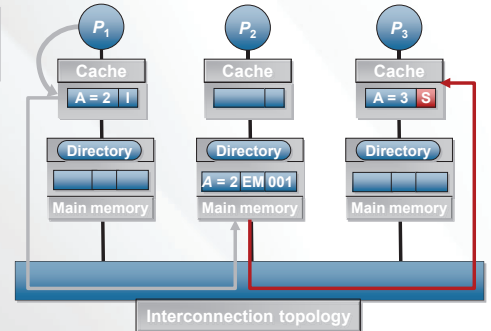 P1 P2 P3
Cache Cache Cache
A = 2 I A = 3 S
Directory Directory Directory
A = 2 EM 001
Main memory Main memory Main memory
Interconnection topology